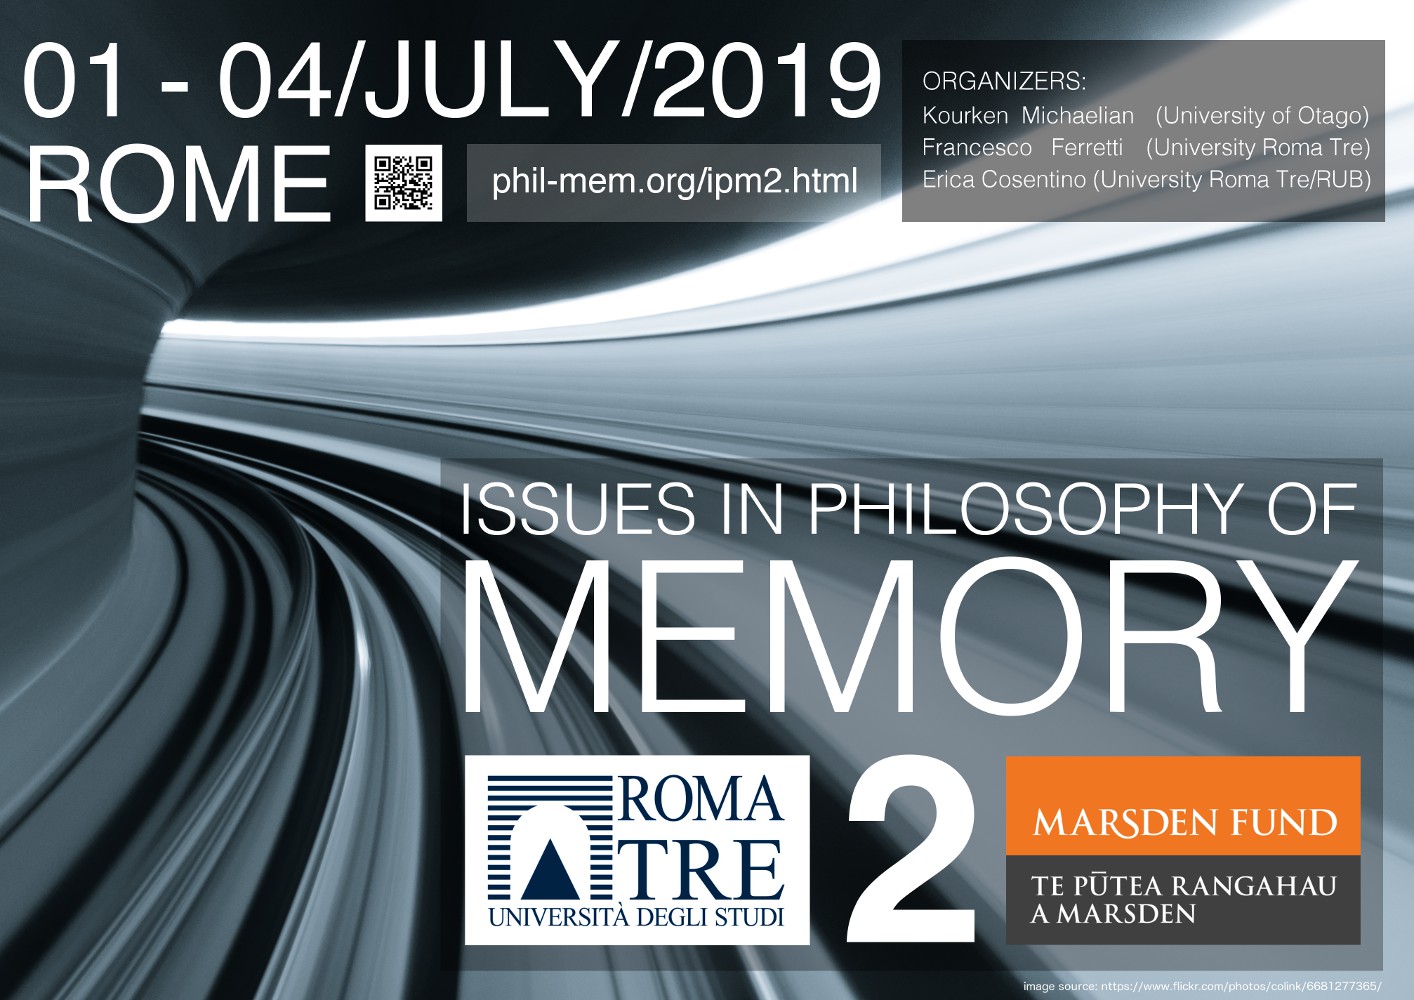 01 - 04/JULY/2019
ROME
phil-mem.org/ipm2.html
ORGANIZERS:
Kourken Michaelian (University of Otago)
Francesco Ferretti (University Roma Tre)
Erica Cosentino (University Roma Tre/RUB)
ISSUES IN PHILOSOPHY OF
MEMORY
2
ROMA
TRE
UNIVERSITÀ DEGLI STUDI
MARSDEN FUND
TE PŪTEA RANGAHAU
A MARSDEN
image source: nttps://www.flickr.com/photos/colink/6681277365/